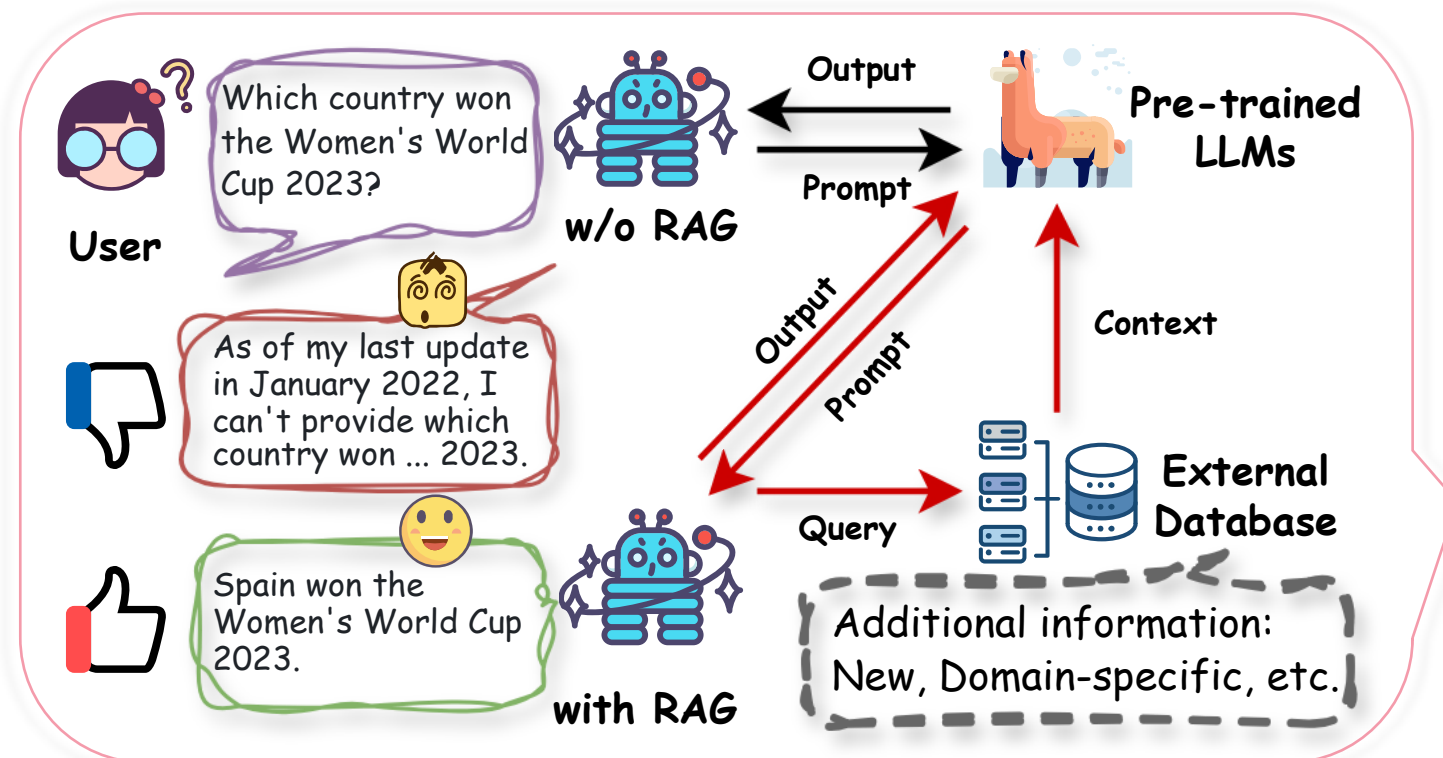 Which country won
the Women's World
Cup 2023?
User
w/o RAG
Output
Prompt
Pre-trained
LLMs
As of my last update
in January 2022, I
can't provide which
country won ... 2023.
Output
Prompt
Context
Spain won the
Women's World Cup
2023.
with RAG
Query
External
Database
Additional information:
New, Domain-specific, etc.